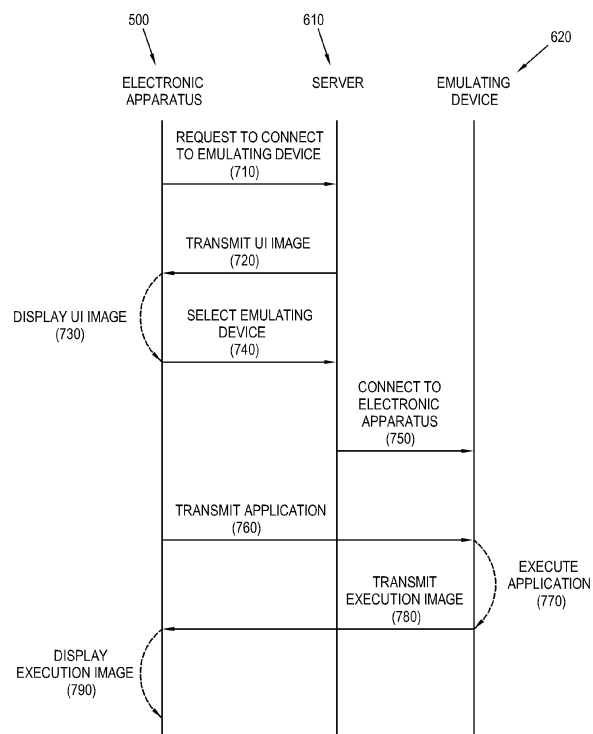 500
610
620
ELECTRONIC
APPARATUS
SERVER
EMULATING
DEVICE
REQUEST TO CONNECT
TO EMULATING DEVICE
(710)
TRANSMIT UI IMAGE
(720)
DISPLAY UI IMAGE
(730)
SELECT EMULATING
DEVICE
(740)
CONNECT TO
ELECTRONIC
APPARATUS
(750)
TRANSMIT APPLICATION
(760)
EXECUTE
APPLICATION
(770)
TRANSMIT
EXECUTION IMAGE
(780)
DISPLAY
EXECUTION IMAGE
(790)